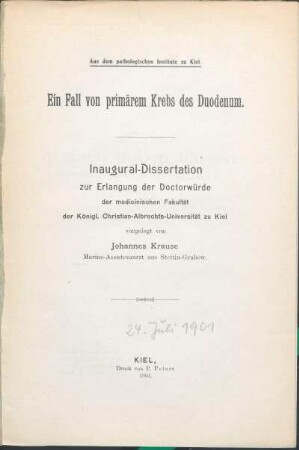 Aus dem pathologischen Institute zu Kiel.
Ein Fall von primärem Krebs des Duodenum.
Inaugural-Dissertation
zur Erlangung der Doctorwürde
der medicinischen Fakultät
der Königl. Christian-Albrechts-Universität zu Kiel
vorgelegt von
Johannes Krause
Marine-Assistenzarzt aus Stettin-Grabow.
24. Juli 1901
KIEL,
Druck von P. Peters
1901.